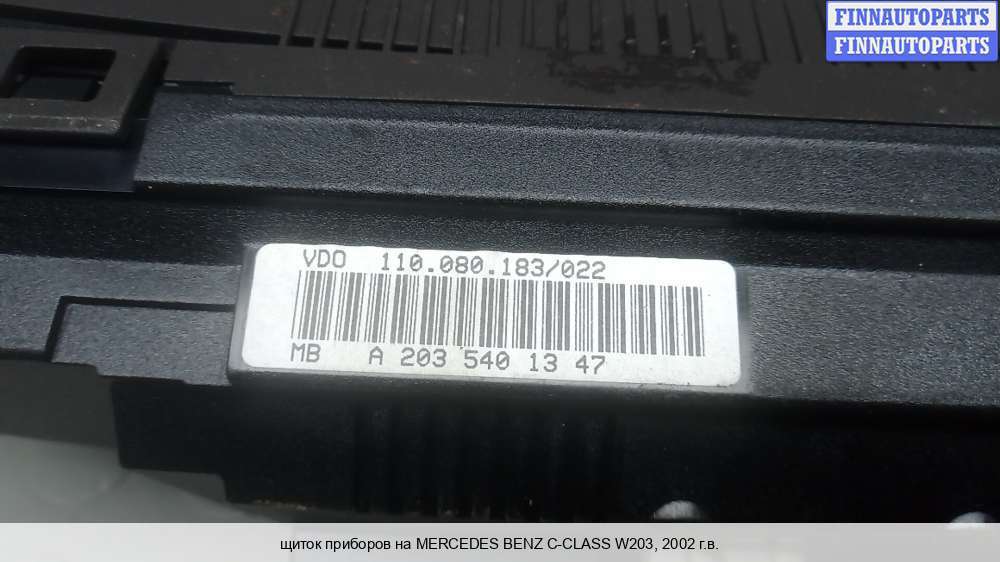 FINNAUTOPARTS
FINNAUTOPARTS
VDO 110.080.183/022
MB A 203 540 13 47
щиток приборов на MERCEDES BENZ C-CLASS W203, 2002 г.в.